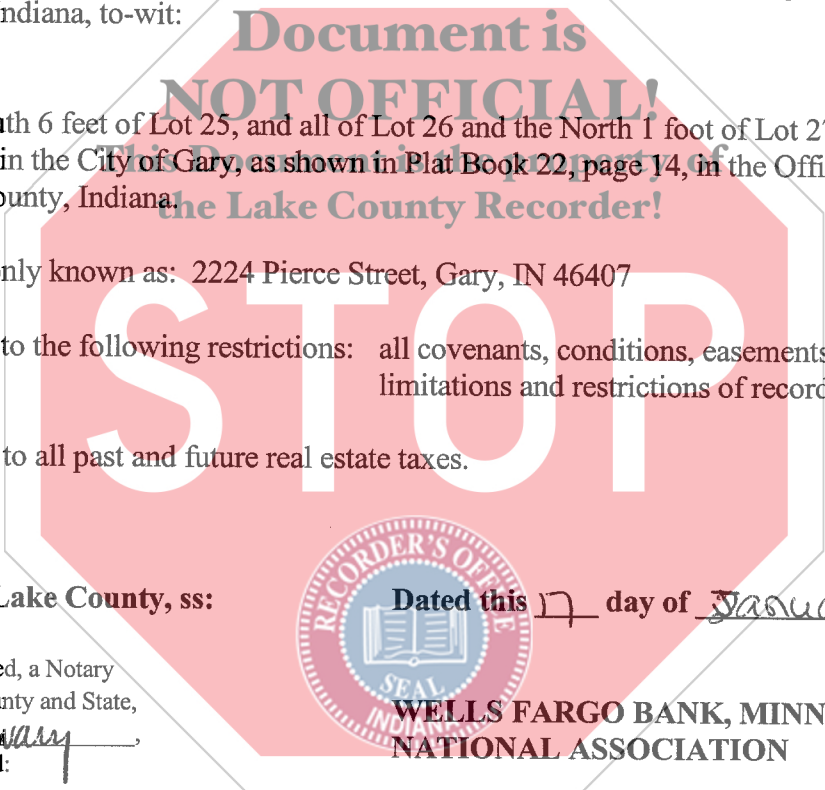 ndiana, to-wit:
Document is
NOT OFFICIAL!
uth 6 feet of Lot 25, and all of Lot 26 and the North 1 foot of Lot 2
This Document is the property of
in the City of Gary, as shown in Plat Book 22, page 14, in the Offi
the Lake County Recorder!
ounty, Indiana.
only known as: 2224 Pierce Street, Gary, IN 46407
STOP
to the following restrictions: all covenants, conditions, easements
limitations and restrictions of record
to all past and future real estate taxes.
RECORDER'S OFFICE
SEAL
INDIANA
Lake County, ss:
Dated this 17 day of Janu
ed, a Notary
nty and State,
WELLS FARGO BANK, MINN
NATIONAL ASSOCIATION